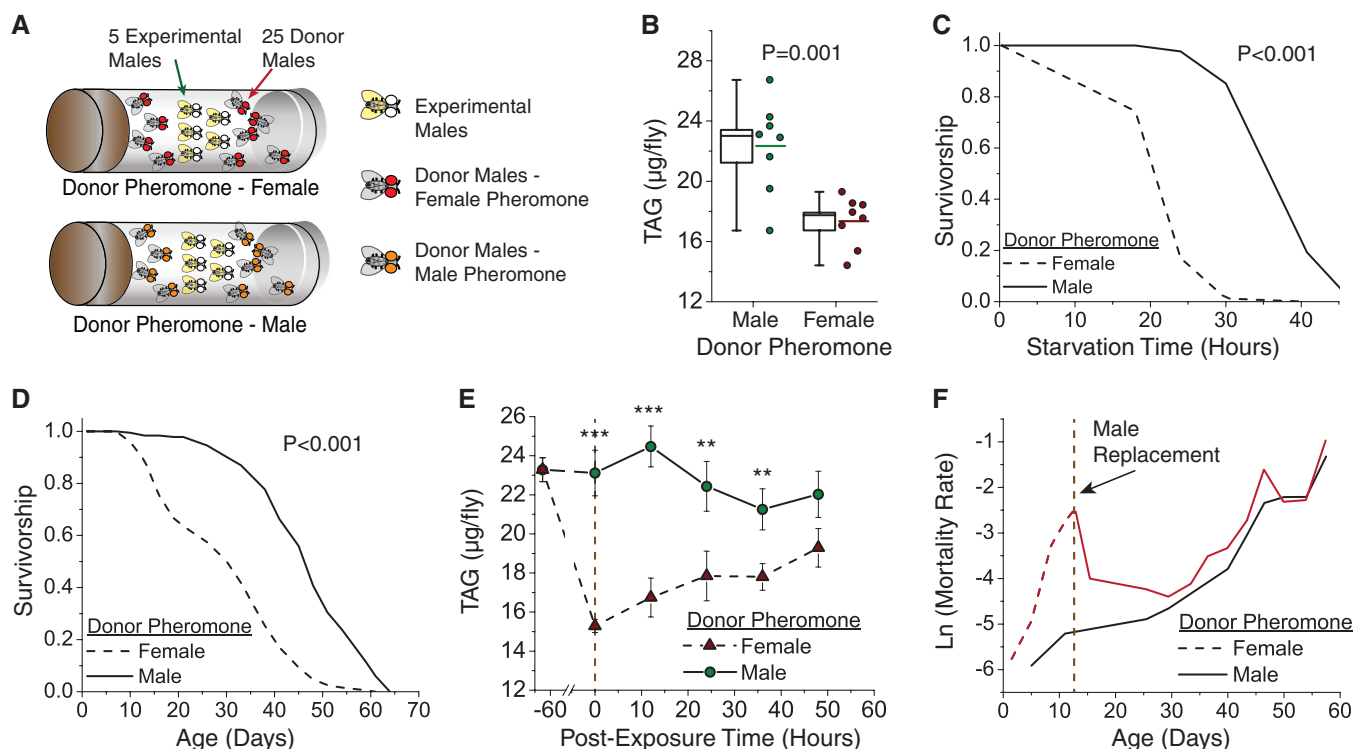 A
5 Experimental
Males
25 Donor
Males
Donor Pheromone - Female
Donor Pheromone - Male
Experimental
Males
Donor Males -
Female Pheromone
Donor Males -
Male Pheromone
B
P=0.001
TAG (µg/fly)
28
24
20
16
12
Male Female
Donor Pheromone
C
P<0.001
Survivorship
1.0
0.8
0.6
0.4
0.2
0.0
Donor Pheromone
Female
Male
0 10 20 30 40
Starvation Time (Hours)
D
P<0.001
Survivorship
1.0
0.8
0.6
0.4
0.2
0.0
Donor Pheromone
Female
Male
0 10 20 30 40 50 60 70
Age (Days)
E
TAG (µg/fly)
26
24
22
20
18
16
14
12
*** *** ** **
Donor Pheromone
Female
Male
-60 0 10 20 30 40 50 60
Post-Exposure Time (Hours)
F
Male
Replacement
Ln (Mortality Rate)
-1
-2
-3
-4
-5
-6
Donor Pheromone
Female
Male
0 10 20 30 40 50 60
Age (Days)